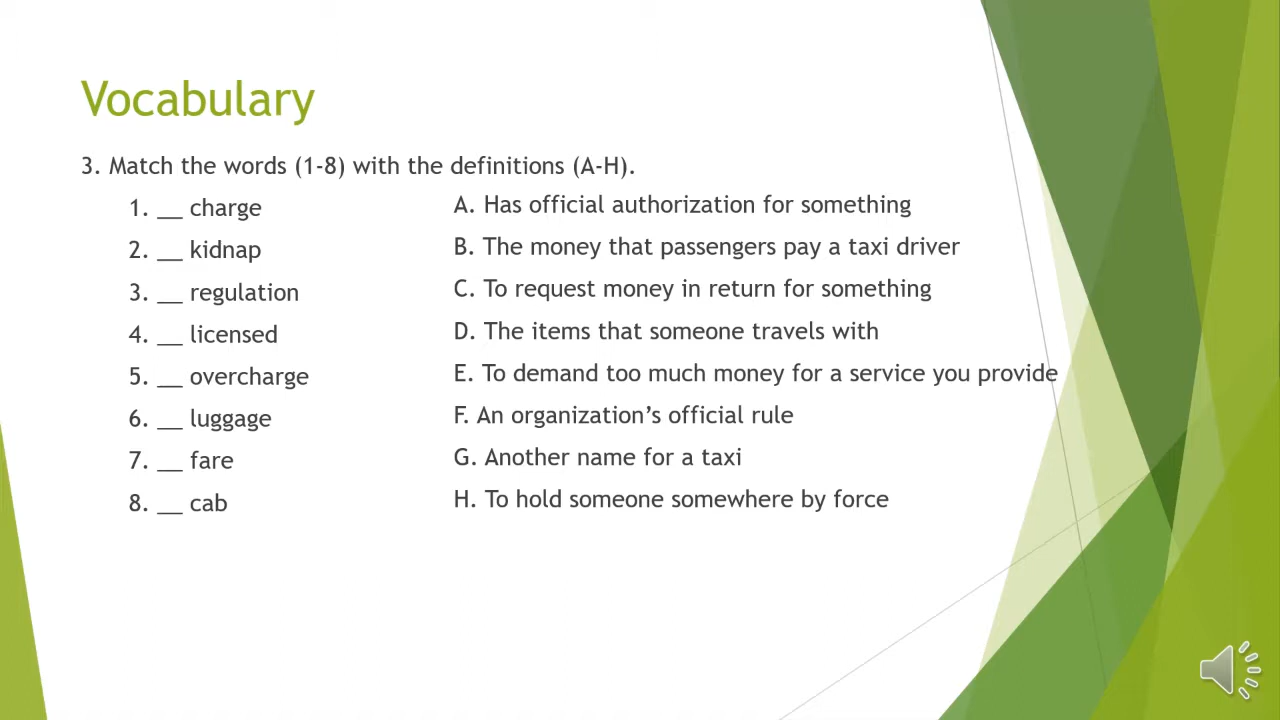 Vocabulary
3. Match the words (1-8) with the definitions (A-H).
1. __ charge
2. __ kidnap
3. __ regulation
4. __ licensed
5. __ overcharge
6. __ luggage
7. __ fare
8. __ cab
A. Has official authorization for something
B. The money that passengers pay a taxi driver
C. To request money in return for something
D. The items that someone travels with
E. To demand too much money for a service you provide
F. An organization’s official rule
G. Another name for a taxi
H. To hold someone somewhere by force